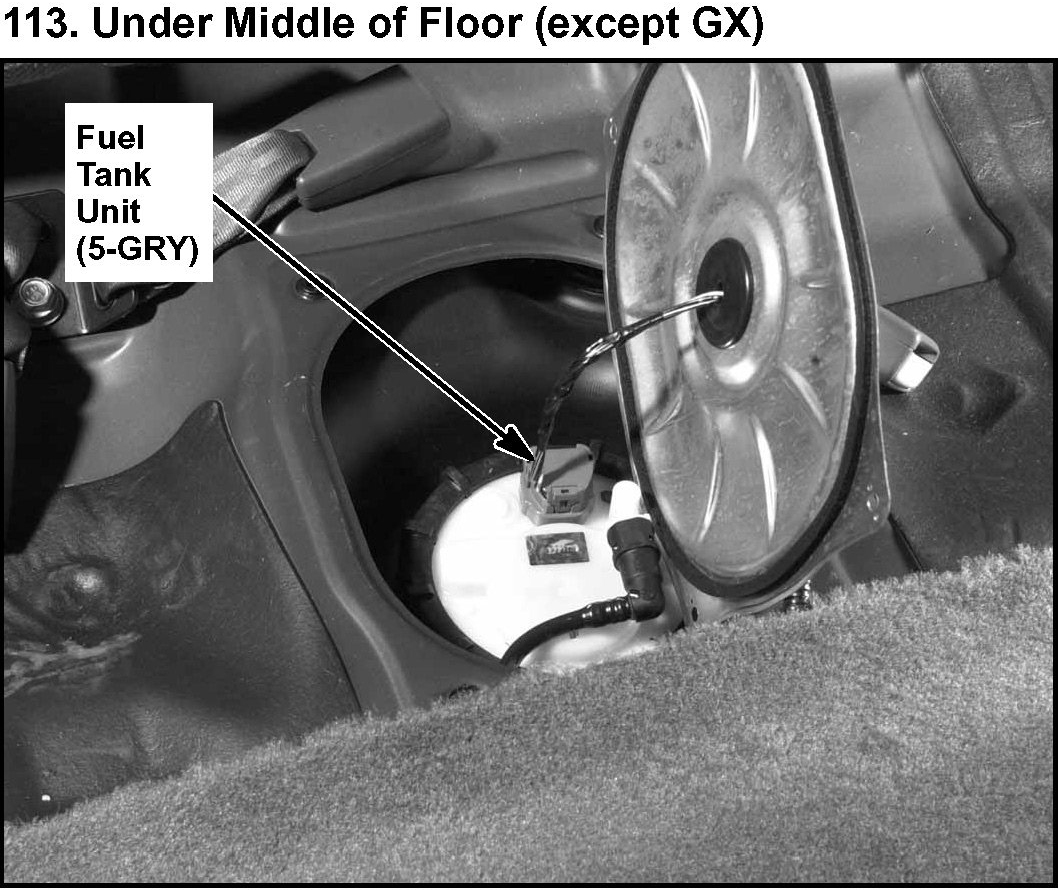 113. Under Middle of Floor (except GX)
Fuel
Tank
Unit
(5-GRY)